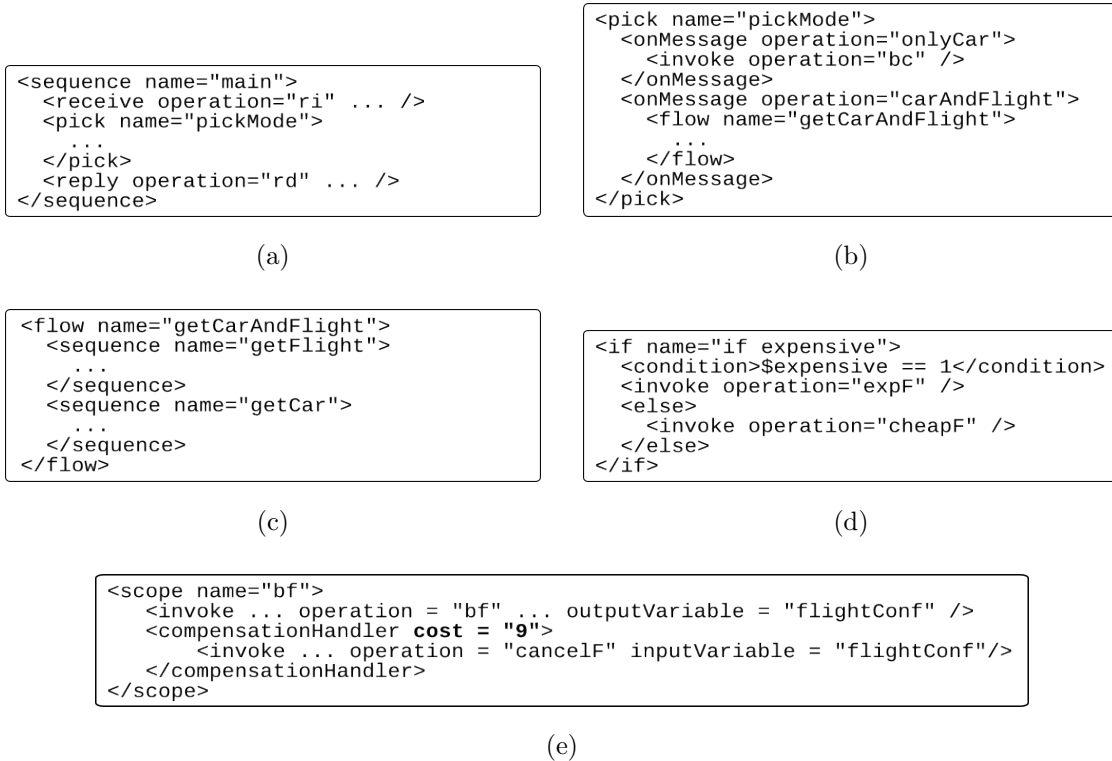 <sequence name="main">
<receive operation="ri" ... />
<pick name="pickMode">
...
</pick>
<reply operation="rd" ... />
</sequence>
(a)
<pick name="pickMode">
<onMessage operation="onlyCar">
<invoke operation="bc" />
</onMessage>
<onMessage operation="carAndFlight">
<flow name="getCarAndFlight">
...
</flow>
</onMessage>
</pick>
(b)
<flow name="getCarAndFlight">
<sequence name="getFlight">
...
</sequence>
<sequence name="getCar">
...
</sequence>
</flow>
(c)
<if name="if expensive">
<condition>$expensive == 1</condition>
<invoke operation="expF" />
<else>
<invoke operation="cheapF" />
</else>
</if>
(d)
<scope name="bf">
<invoke ... operation = "bf" ... outputVariable = "flightConf" />
<compensationHandler cost = "9">
<invoke ... operation = "cancelF" inputVariable = "flightConf"/>
</compensationHandler>
</scope>
(e)